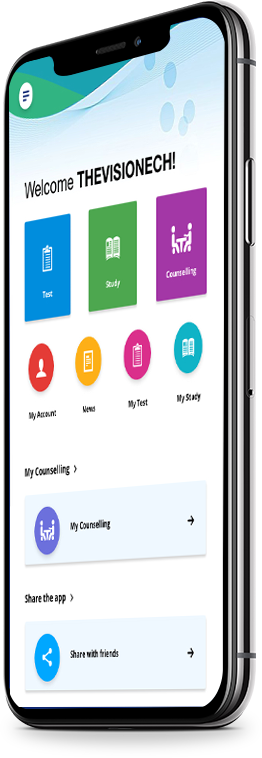 Welcome THEVISIONECH!
Test
Study
Counselling
My Account
News
My Test
My Study
My Counselling >
My Counselling
Share the app >
Share with friends